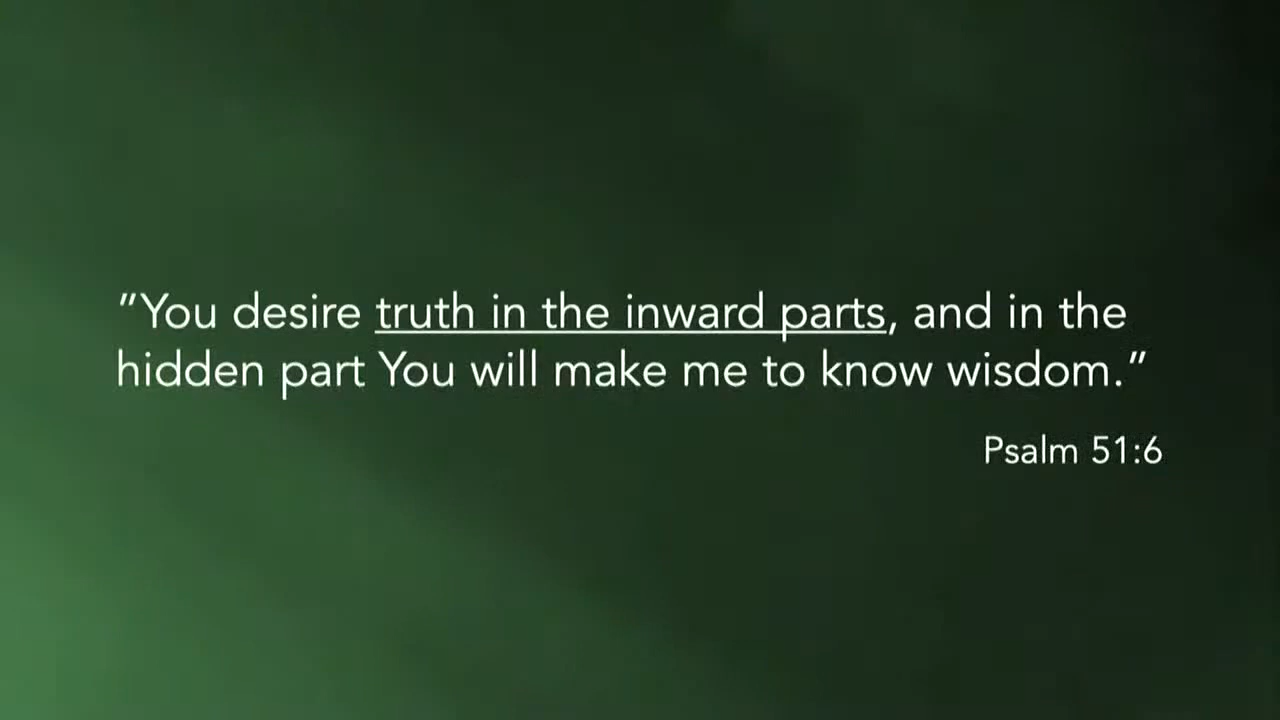 "You desire truth in the inward parts, and in the
hidden part You will make me to know wisdom."
Psalm 51:6